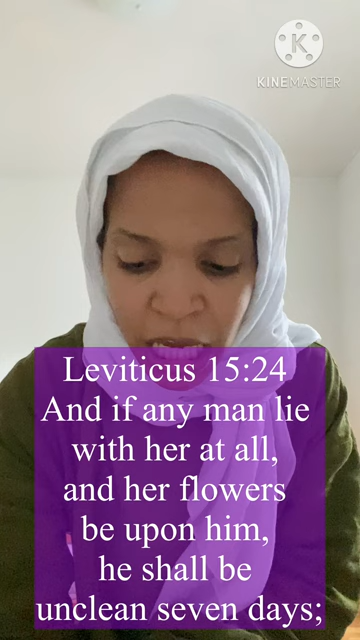 K
KINEMASTER
Leviticus 15:24
And if any man lie
with her at all,
and her flowers
be upon him,
he shall be
unclean seven days;